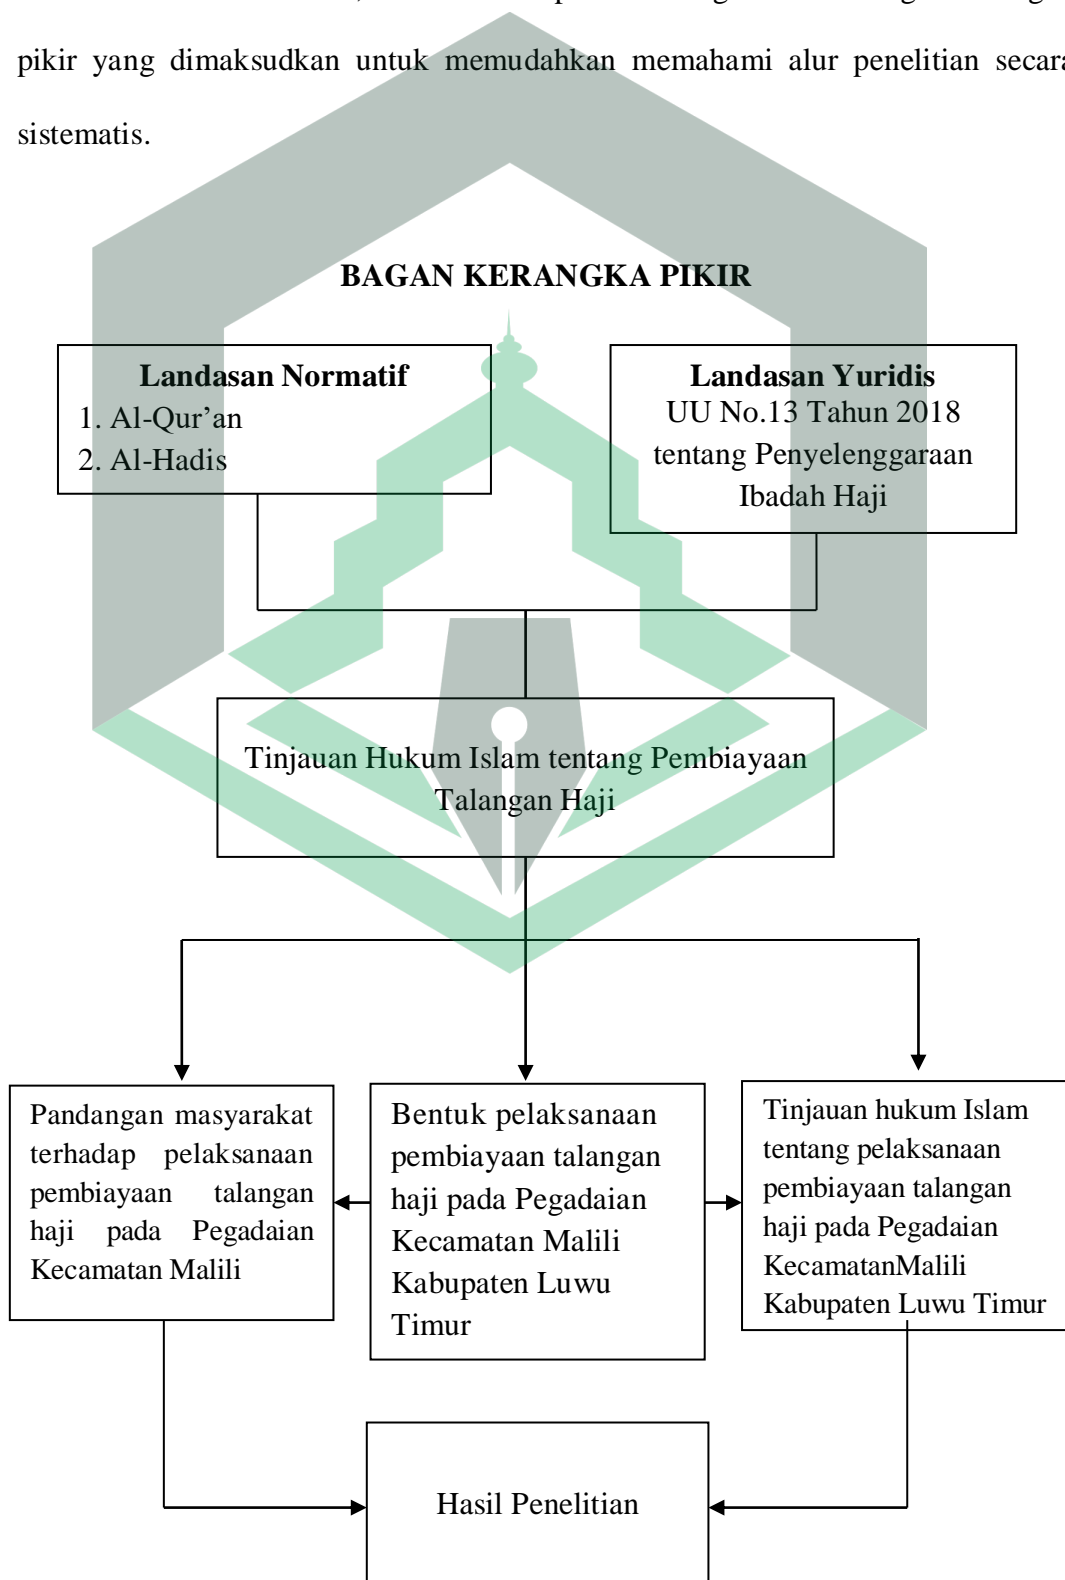 pikir yang dimaksudkan untuk memudahkan memahami alur penelitian secara
sistematis.
BAGAN KERANGKA PIKIR
Landasan Normatif
1. Al-Qur’an
2. Al-Hadis
Landasan Yuridis
UU No.13 Tahun 2018
tentang Penyelenggaraan
Ibadah Haji
Tinjauan Hukum Islam tentang Pembiayaan
Talangan Haji
Pandangan masyarakat
terhadap pelaksanaan
pembiayaan talangan
haji pada Pegadaian
Kecamatan Malili
Bentuk pelaksanaan
pembiayaan talangan
haji pada Pegadaian
Kecamatan Malili
Kabupaten Luwu
Timur
Tinjauan hukum Islam
tentang pelaksanaan
pembiayaan talangan
haji pada Pegadaian
KecamatanMalili
Kabupaten Luwu Timur
Hasil Penelitian